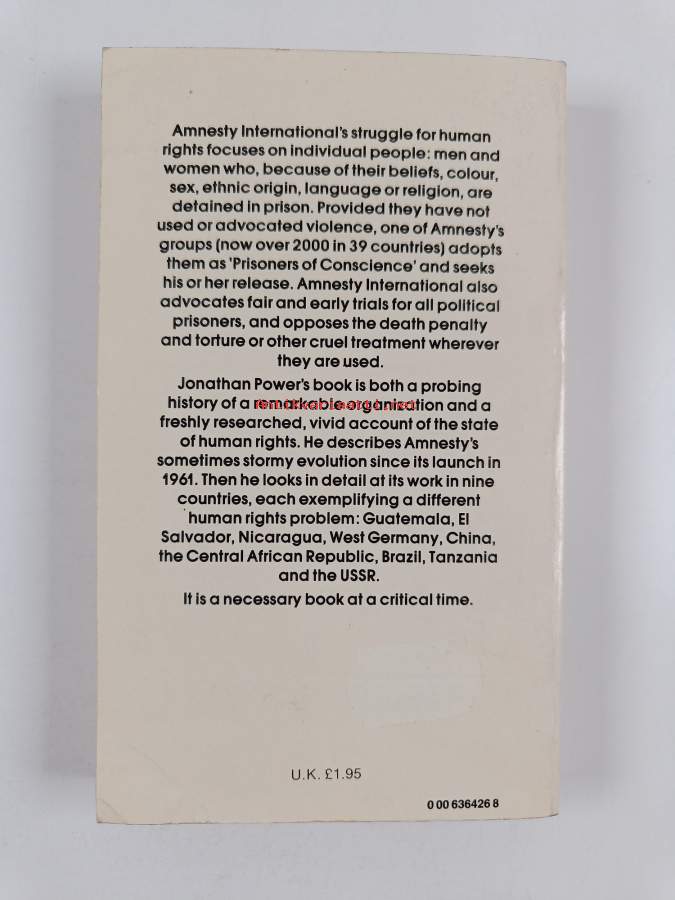 Amnesty International's struggle for human
rights focuses on individual people: men and
women who, because of their beliefs, colour,
sex, ethnic origin, language or religion, are
detained in prison. Provided they have not
used or advocated violence, one of Amnesty's
groups (now over 2000 in 39 countries) adopts
them as 'Prisoners of Conscience' and seeks
his or her release. Amnesty International also
advocates fair and early trials for all political
prisoners, and opposes the death penalty
and torture or other cruel treatment wherever
they are used.
Jonathan Power's book is both a probing
history of a remarkable organisation and a
freshly researched, vivid account of the state
of human rights. He describes Amnesty's
sometimes stormy evolution since its launch in
1961. Then he looks in detail at its work in nine
countries, each exemplifying a different
human rights problem: Guatemala, El
Salvador, Nicaragua, West Germany, China,
the Central African Republic, Brazil, Tanzania
and the USSR.
It is a necessary book at a critical time.
U.K. £1.95
0 00 636426 8